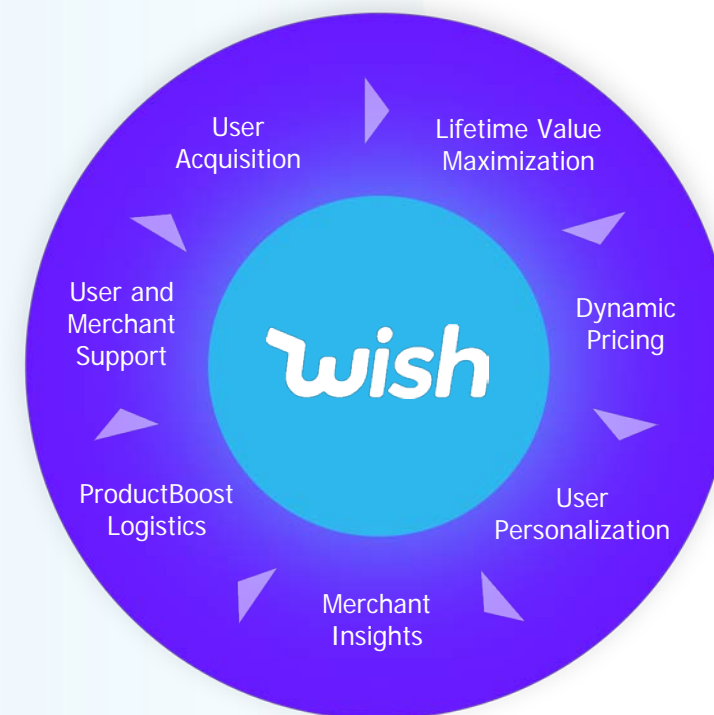 User
Acquisition
Lifetime Value
Maximization
User and
Merchant
Support
Dynamic
Pricing
wish
ProductBoost
Logistics
User
Personalization
Merchant
Insights